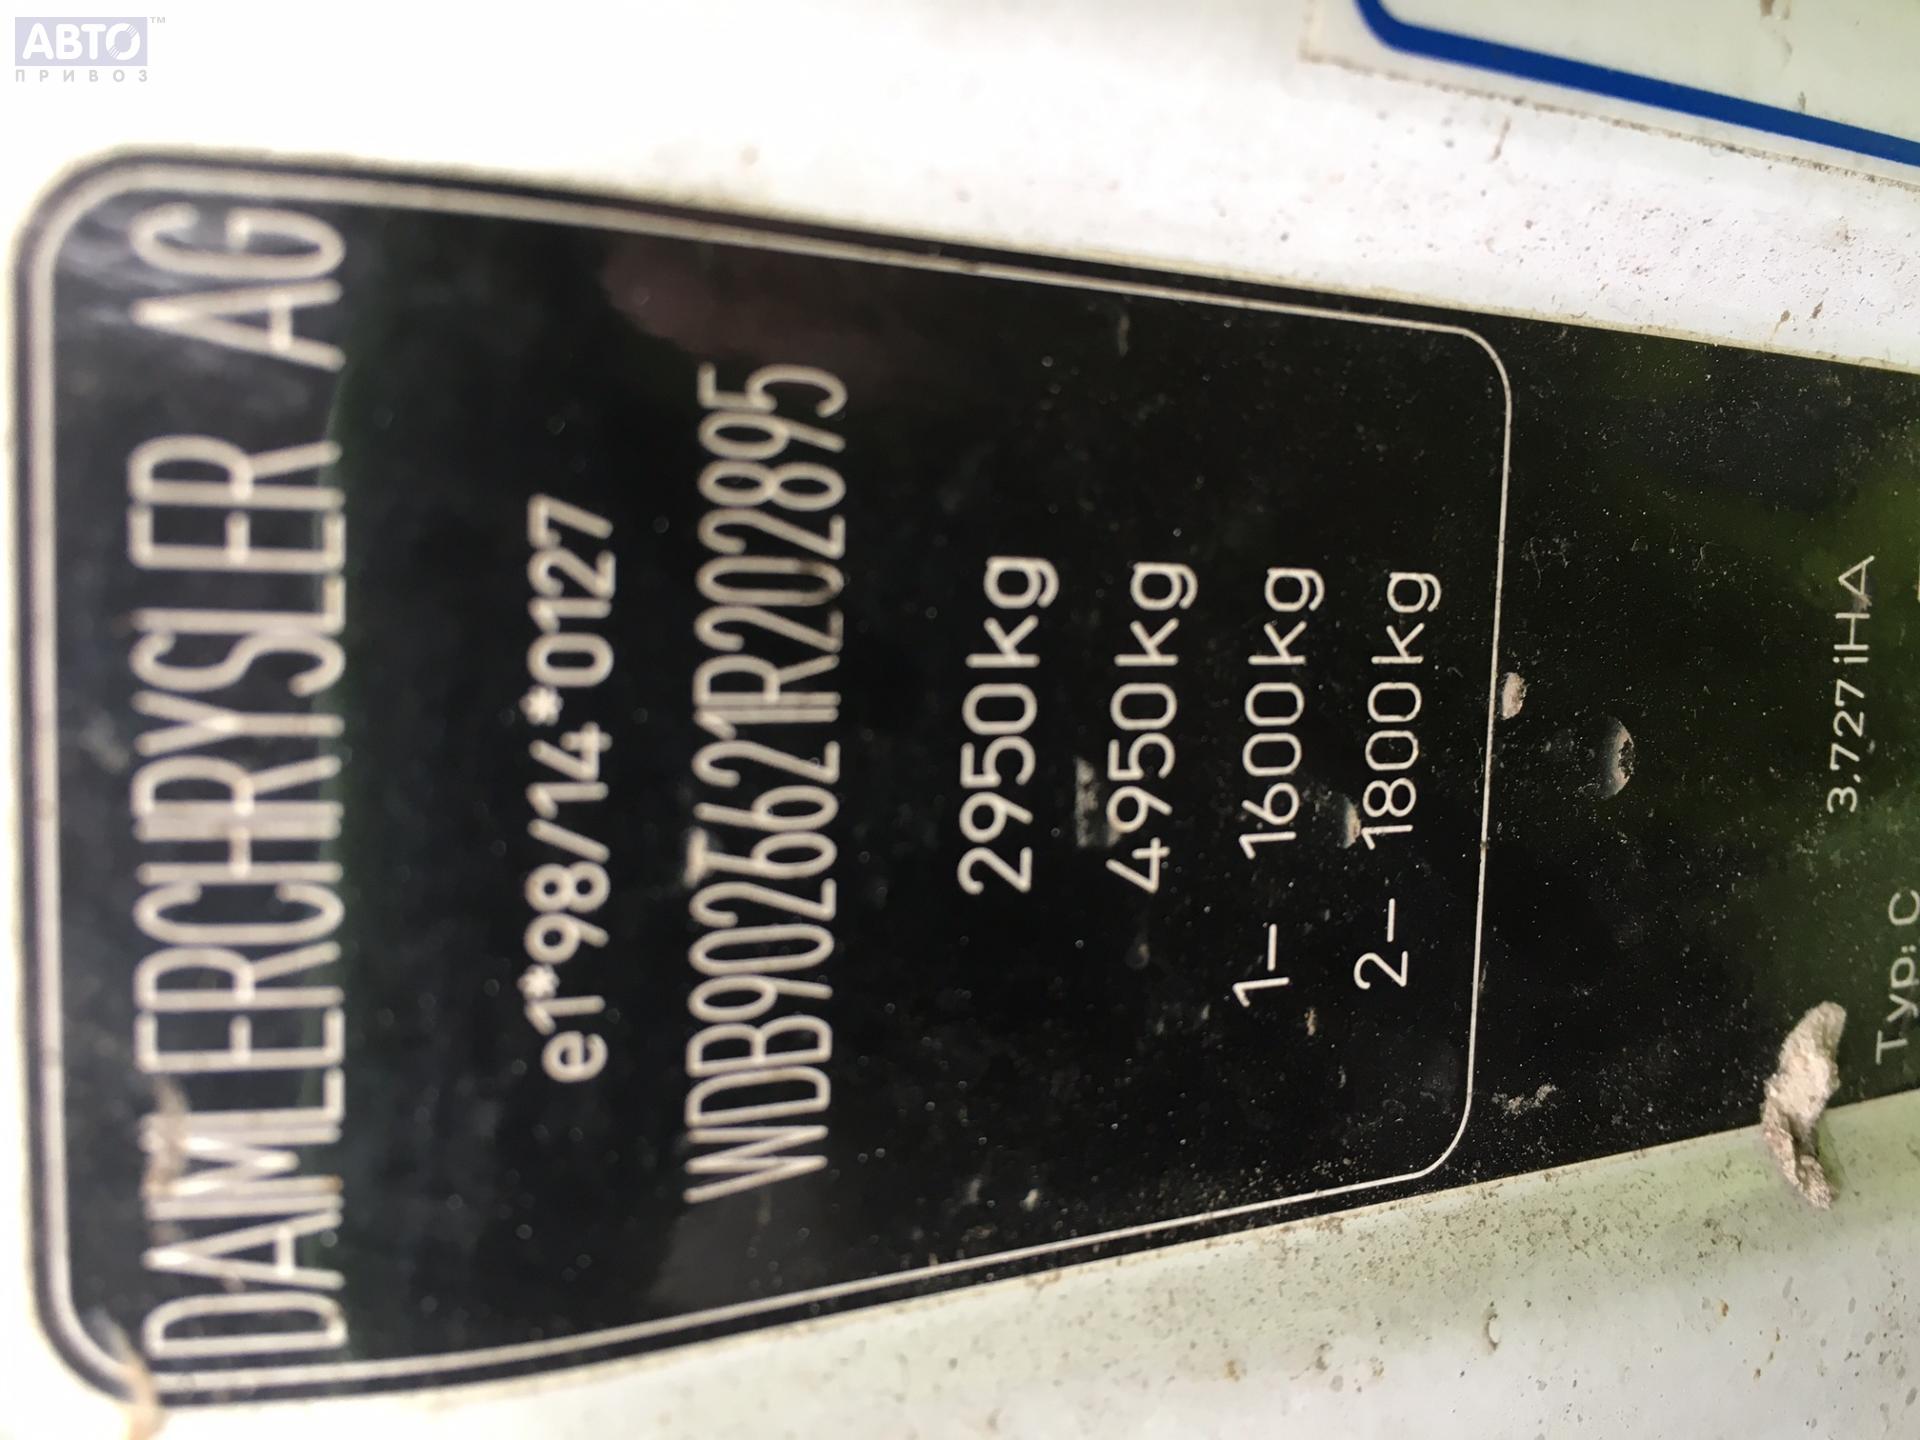 АВТО
ПРИВОЗ
DAIMLERCHRYSLER AG
e1*98/14*0127
WDB9026621R202895
2950kg
4950kg
1- 1600kg
2- 1800kg
3.727 iHA
Typ: C